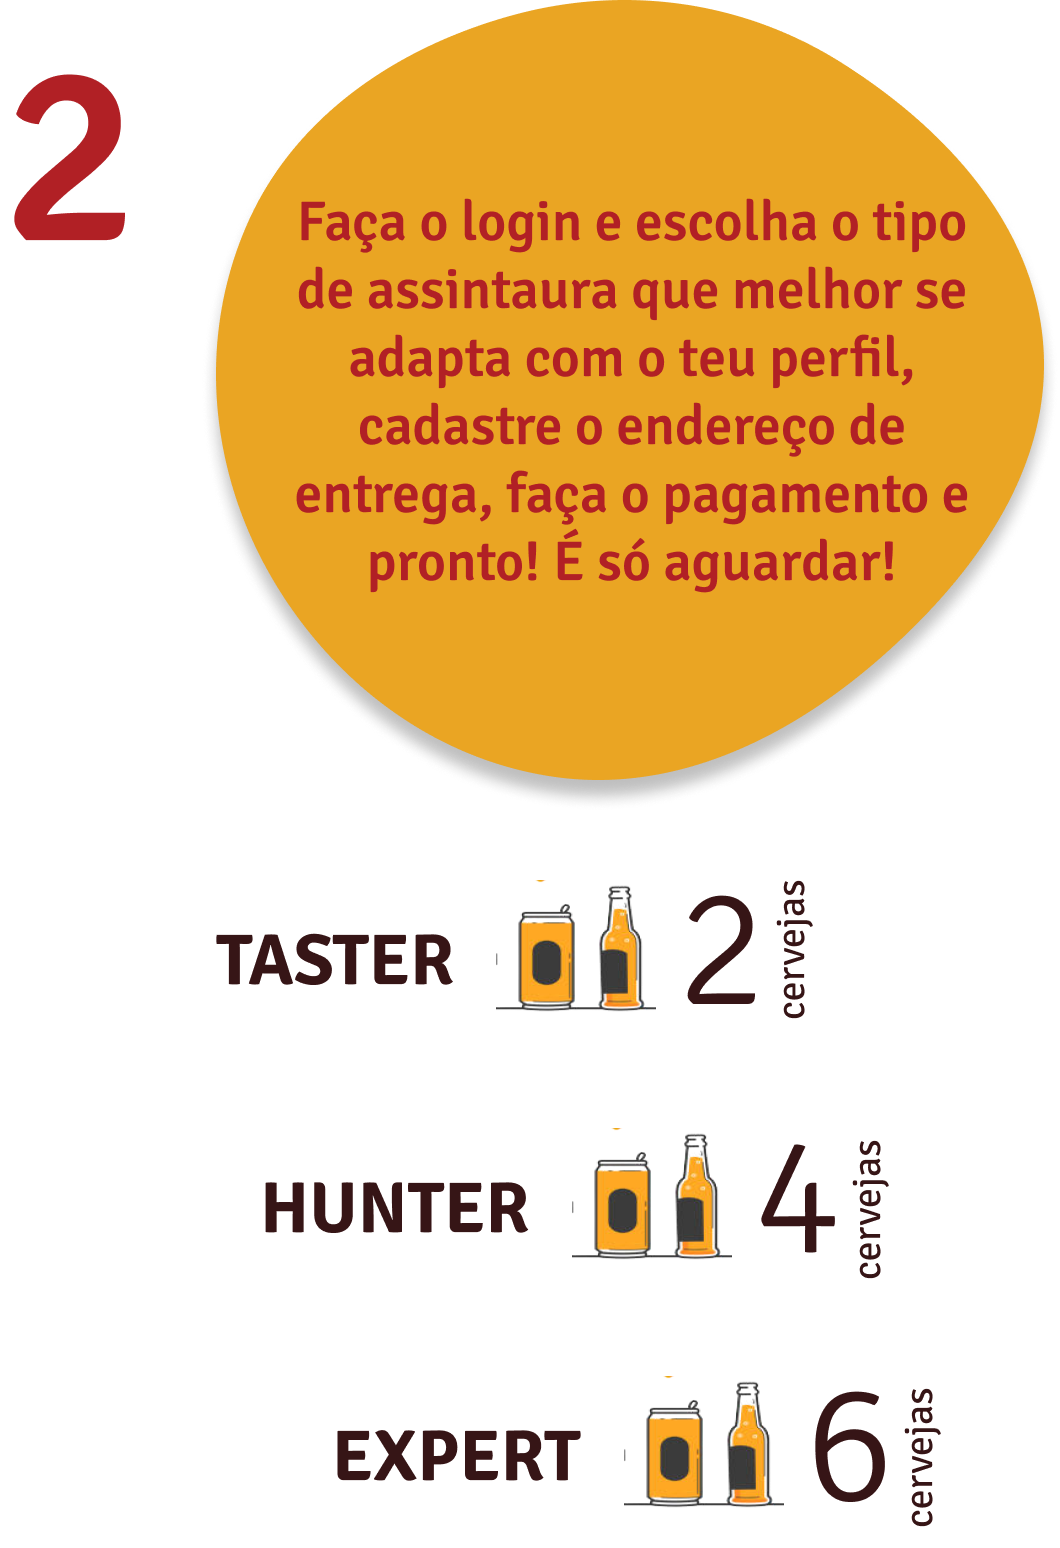 2
Faça o login e escolha o tipo
de assintaura que melhor se
adapta com o teu perfil,
cadastre o endereço de
entrega, faça o pagamento e
pronto! É só aguardar!
TASTER 2 cervejas
HUNTER 4 cervejas
EXPERT 6 cervejas